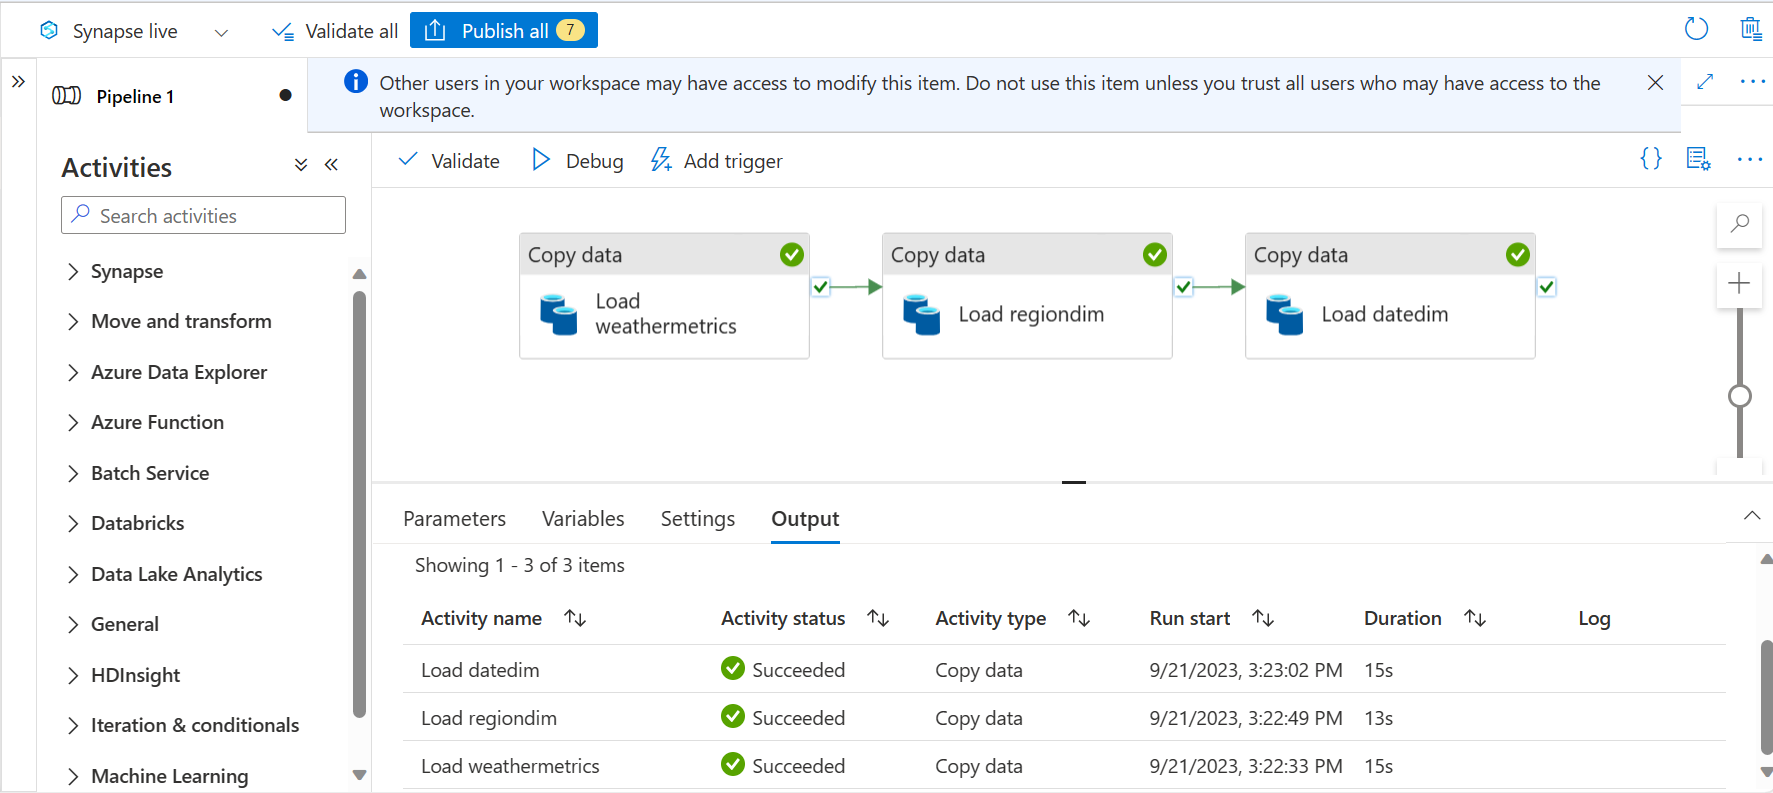 Synapse live
Validate all
Publish all 7
Pipeline 1
Other users in your workspace may have access to modify this item. Do not use this item unless you trust all users who may have access to the
workspace.
Activities
Search activities
Synapse
Move and transform
Azure Data Explorer
Azure Function
Batch Service
Databricks
Data Lake Analytics
General
HDInsight
Iteration & conditionals
Machine Learning
Validate
Debug
Add trigger
{}
Copy data
Load
weathermetrics
Copy data
Load regiondim
Copy data
Load datedim
Parameters Variables Settings Output
Showing 1 - 3 of 3 items
Activity name Activity status Activity type Run start Duration Log
Load datedim Succeeded Copy data 9/21/2023, 3:23:02 PM 15s
Load regiondim Succeeded Copy data 9/21/2023, 3:22:49 PM 13s
Load weathermetrics Succeeded Copy data 9/21/2023, 3:22:33 PM 15s